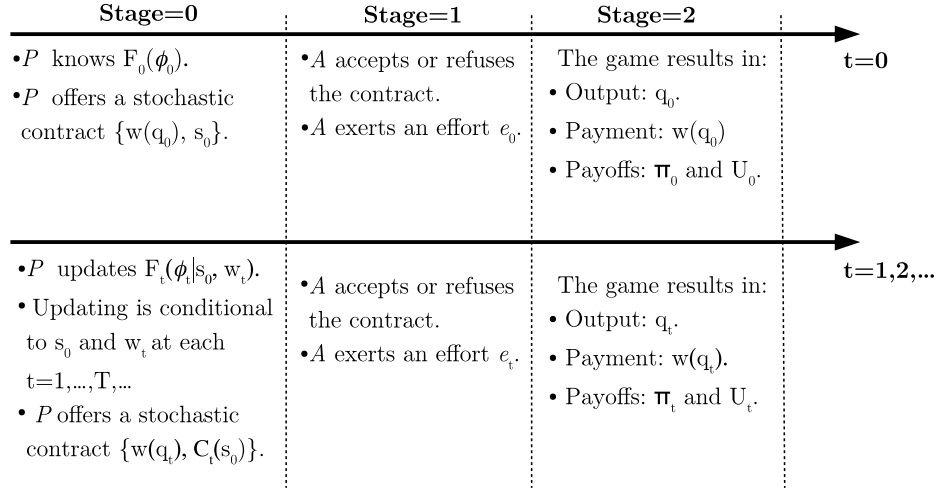 Stage=0
Stage=1
Stage=2
t=0
•P knows F₀(ϕ₀).
•P offers a stochastic
contract {w(q₀), s₀}.
•A accepts or refuses
the contract.
•A exerts an effort e₀.
The game results in:
• Output: q₀.
• Payment: w(q₀)
• Payoffs: π₀ and U₀.
t=1,2,...
•P updates Fₜ(ϕₜ|s₀, wₜ).
• Updating is conditional
to s₀ and wₜ at each
t=1,...,T,...
• P offers a stochastic
contract {w(qₜ), Cₜ(s₀)}.
•A accepts or refuses
the contract.
•A exerts an effort eₜ.
The game results in:
• Output: qₜ.
• Payment: w(qₜ).
• Payoffs: πₜ and Uₜ.